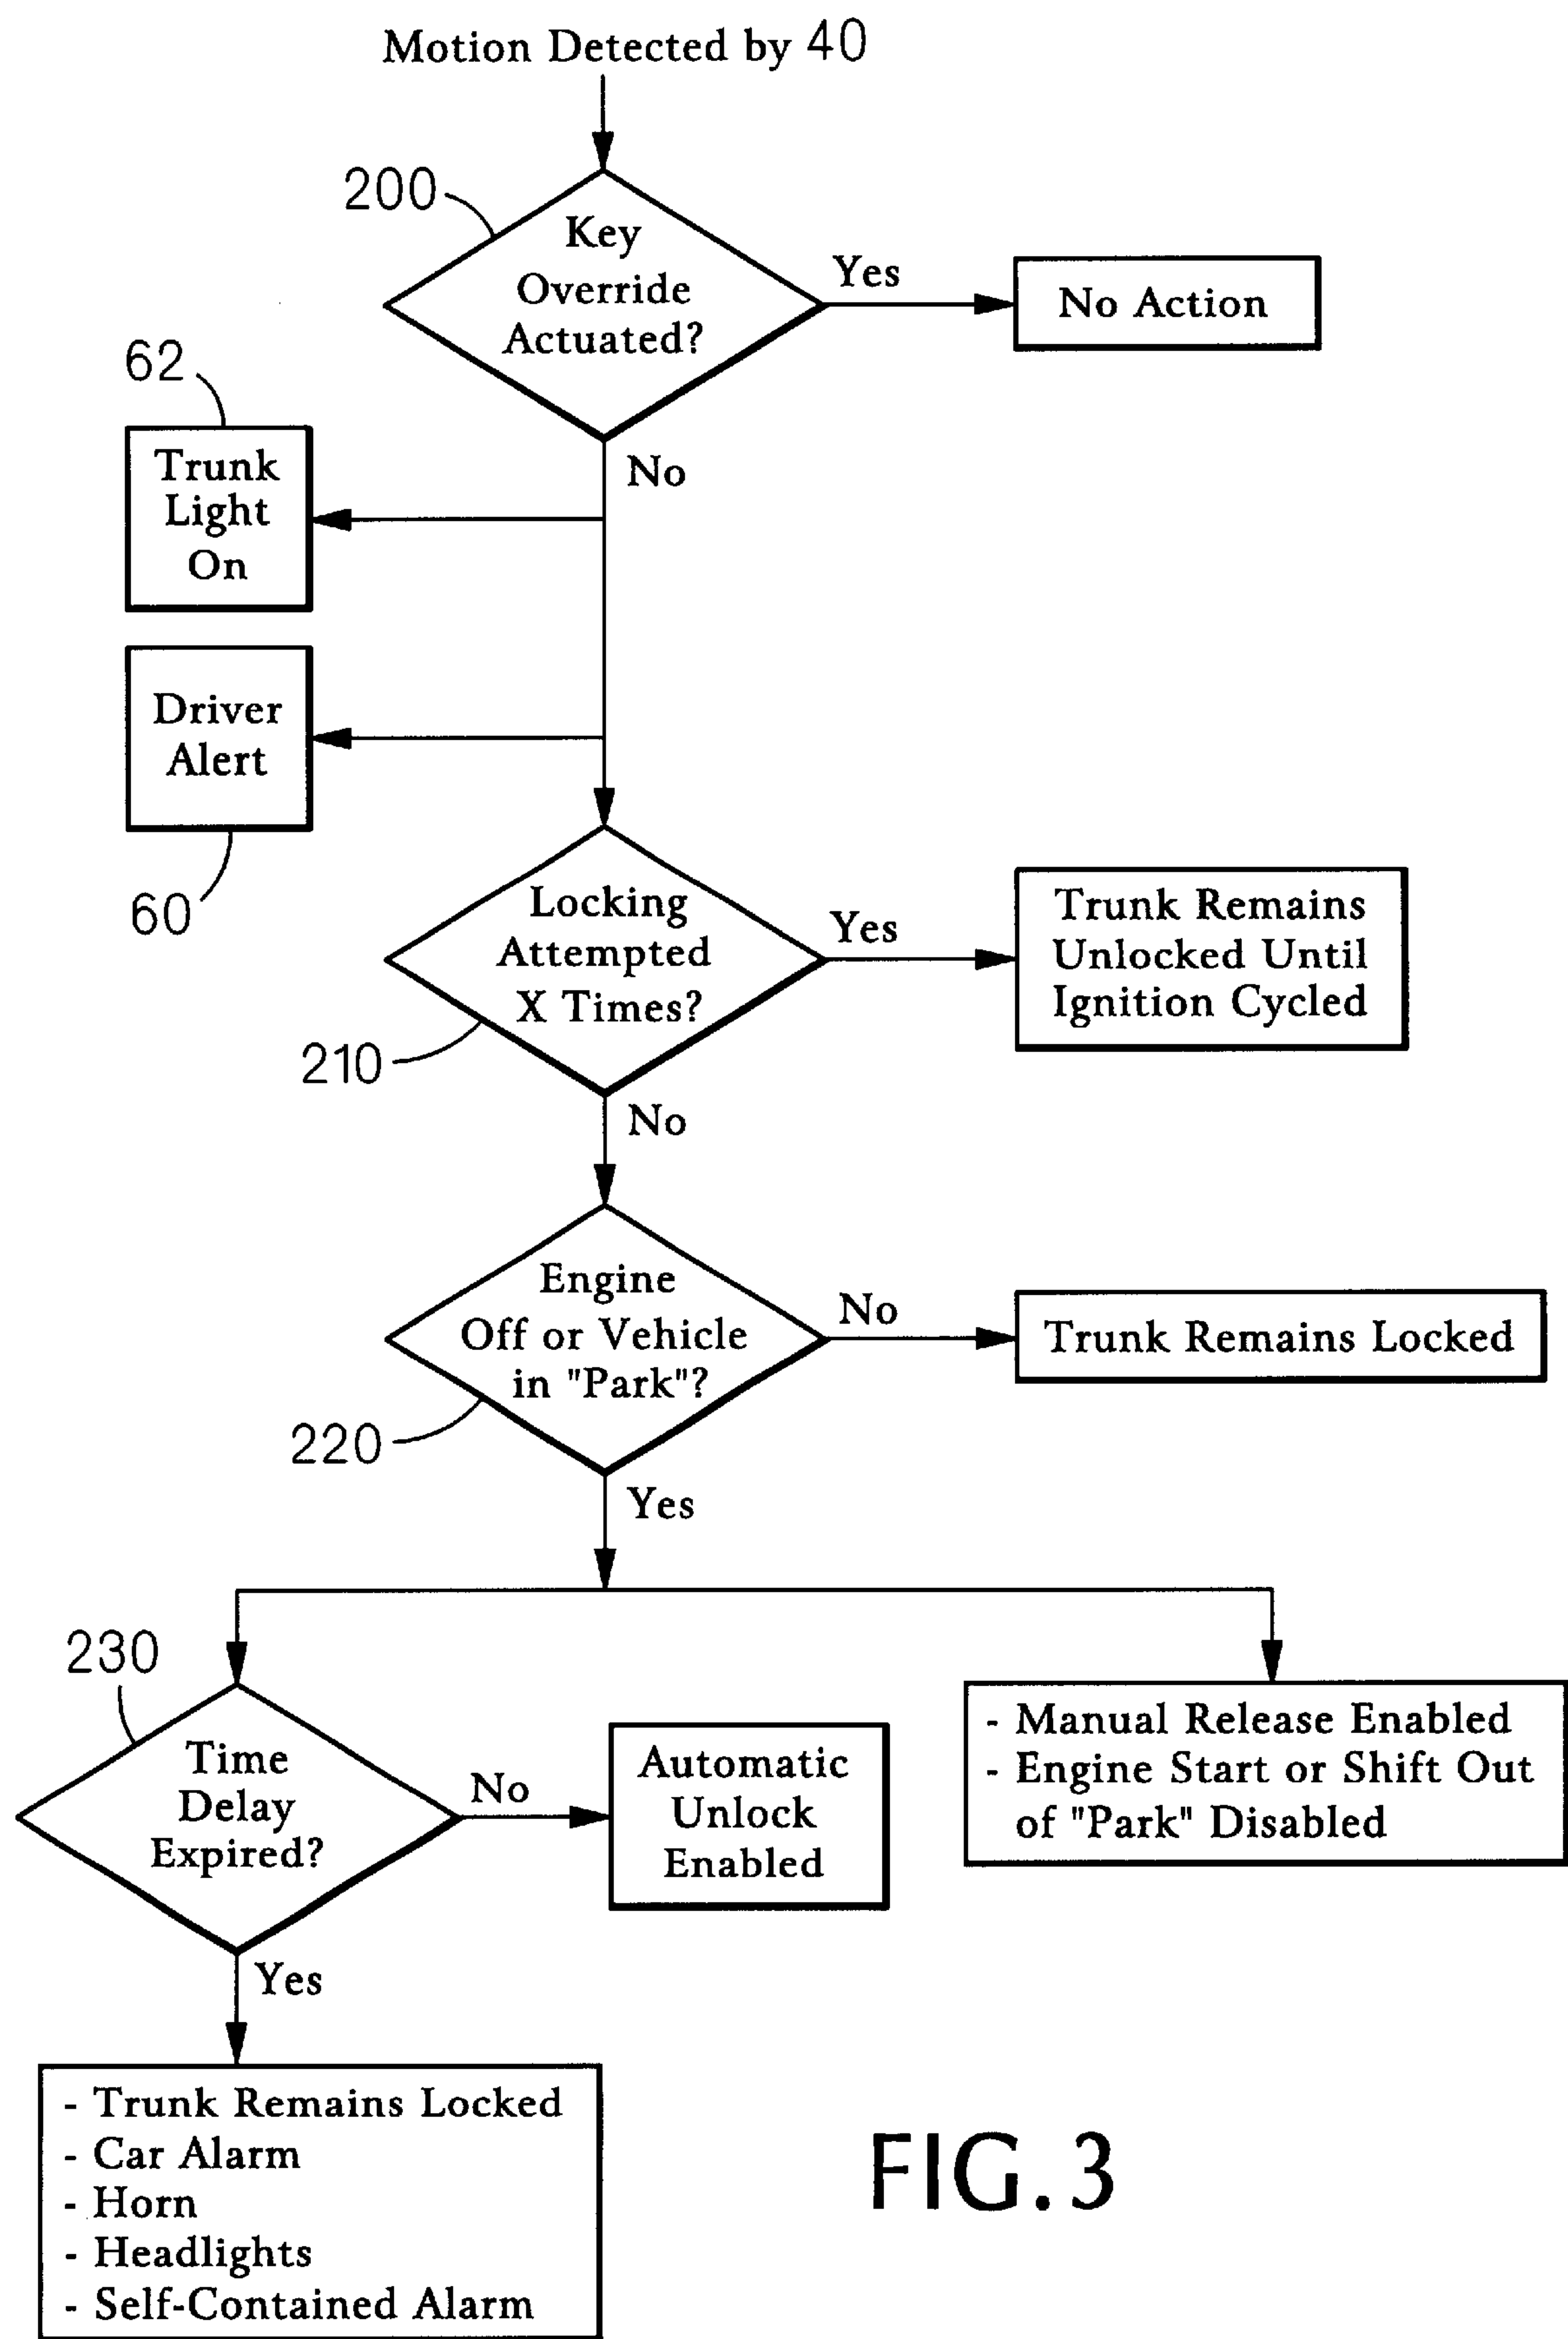 Motion Detected by 40
200
Key
Override
Actuated?
Yes
No Action
62
Trunk
Light
On
No
Driver
Alert
60
Locking
Attempted
X Times?
Yes
Trunk Remains
Unlocked Until
Ignition Cycled
210
No
Engine
Off or Vehicle
in "Park"?
No
Trunk Remains Locked
220
Yes
230
Time
Delay
Expired?
No
Automatic
Unlock
Enabled
- Manual Release Enabled
- Engine Start or Shift Out
of "Park" Disabled
Yes
- Trunk Remains Locked
- Car Alarm
- Horn
- Headlights
- Self-Contained Alarm
FIG.3